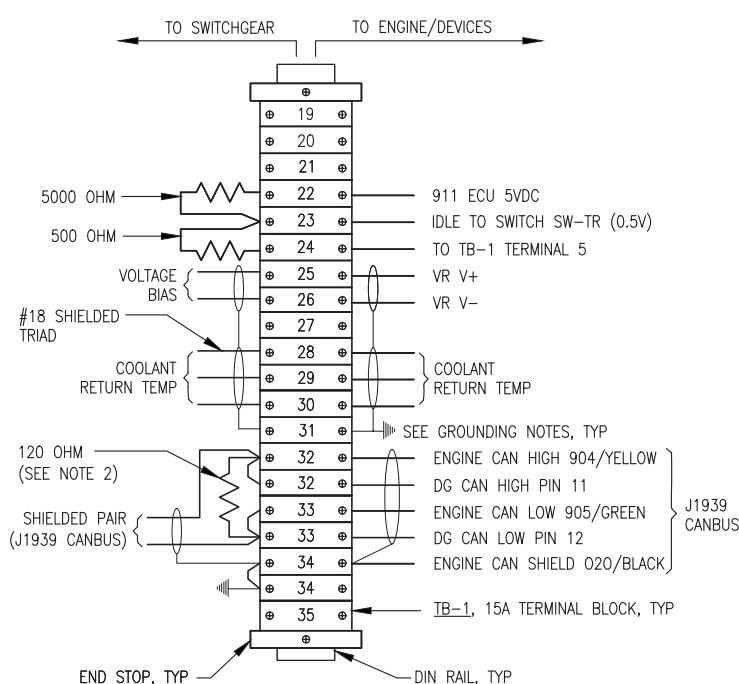 TO SWITCHGEAR
TO ENGINE/DEVICES
19
20
21
22
23
24
25
26
27
28
29
30
31
32
32
33
33
34
34
35
5000 OHM
500 OHM
VOLTAGE
BIAS
#18 SHIELDED
TRIAD
COOLANT
RETURN TEMP
120 OHM
(SEE NOTE 2)
SHIELDED PAIR
(J1939 CANBUS)
911 ECU 5VDC
IDLE TO SWITCH SW-TR (0.5V)
TO TB-1 TERMINAL 5
VR V+
VR V-
COOLANT
RETURN TEMP
SEE GROUNDING NOTES, TYP
ENGINE CAN HIGH 904/YELLOW
DG CAN HIGH PIN 11
ENGINE CAN LOW 905/GREEN
DG CAN LOW PIN 12
ENGINE CAN SHIELD 020/BLACK
J1939
CANBUS
TB-1, 15A TERMINAL BLOCK, TYP
END STOP, TYP
DIN RAIL, TYP